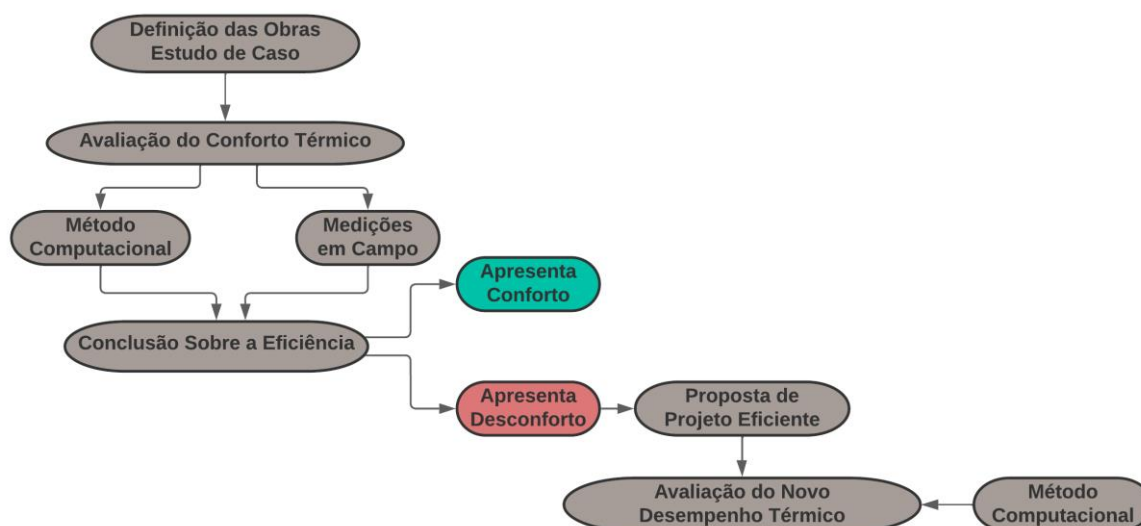 Definição das Obras
Estudo de Caso
Avaliação do Conforto Térmico
Método
Computacional
Medições
em Campo
Apresenta
Conforto
Conclusão Sobre a Eficiência
Apresenta
Desconforto
Proposta de
Projeto Eficiente
Avaliação do Novo
Desempenho Térmico
Método
Computacional